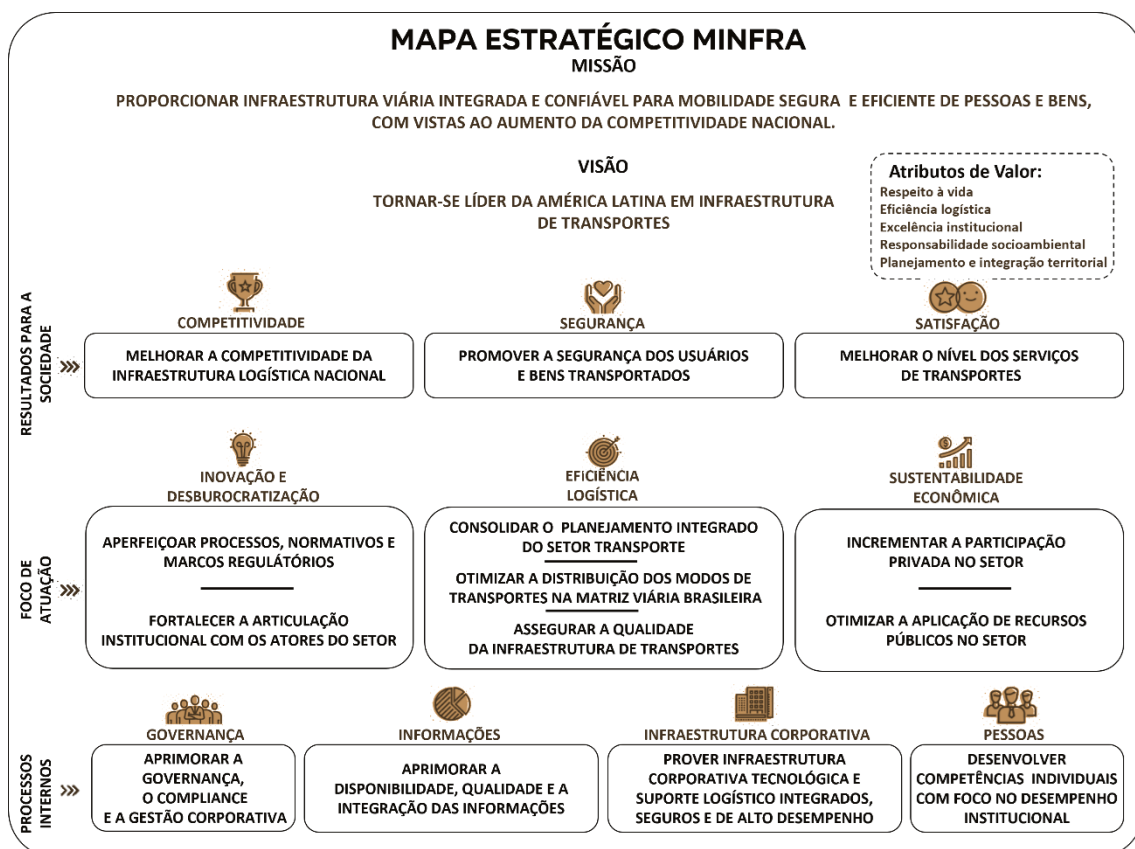 MAPA ESTRATÉGICO MINFRA
MISSÃO
PROPORCIONAR INFRAESTRUTURA VIÁRIA INTEGRADA E CONFIÁVEL PARA MOBILIDADE SEGURA E EFICIENTE DE PESSOAS E BENS,
COM VISTAS AO AUMENTO DA COMPETITIVIDADE NACIONAL.
VISÃO
TORNAR-SE LÍDER DA AMÉRICA LATINA EM INFRAESTRUTURA
DE TRANSPORTES
Atributos de Valor:
Respeito à vida
Eficiência logística
Excelência institucional
Responsabilidade socioambiental
Planejamento e integração territorial
RESULTADOS PARA A
SOCIEDADE
COMPETITIVIDADE
MELHORAR A COMPETITIVIDADE DA
INFRAESTRUTURA LOGÍSTICA NACIONAL
SEGURANÇA
PROMOVER A SEGURANÇA DOS USUÁRIOS
E BENS TRANSPORTADOS
SATISFAÇÃO
MELHORAR O NÍVEL DOS SERVIÇOS
DE TRANSPORTES
FOCO DE
ATUAÇÃO
INOVAÇÃO E
DESBUROCRATIZAÇÃO
APERFEIÇOAR PROCESSOS, NORMATIVOS E
MARCOS REGULATÓRIOS
FORTALECER A ARTICULAÇÃO
INSTITUCIONAL COM OS ATORES DO SETOR
EFICIÊNCIA
LOGÍSTICA
CONSOLIDAR O PLANEJAMENTO INTEGRADO
DO SETOR TRANSPORTE
OTIMIZAR A DISTRIBUIÇÃO DOS MODOS DE
TRANSPORTES NA MATRIZ VIÁRIA BRASILEIRA
ASSEGURAR A QUALIDADE
DA INFRAESTRUTURA DE TRANSPORTES
SUSTENTABILIDADE
ECONÔMICA
INCREMENTAR A PARTICIPAÇÃO
PRIVADA NO SETOR
OTIMIZAR A APLICAÇÃO DE RECURSOS
PÚBLICOS NO SETOR
PROCESSOS
INTERNOS
GOVERNANÇA
APRIMORAR A
GOVERNANÇA,
O COMPLIANCE
E A GESTÃO CORPORATIVA
INFORMAÇÕES
APRIMORAR A
DISPONIBILIDADE, QUALIDADE E A
INTEGRAÇÃO DAS INFORMAÇÕES
INFRAESTRUTURA CORPORATIVA
PROVER INFRAESTRUTURA
CORPORATIVA TECNOLÓGICA E
SUPORTE LOGÍSTICO INTEGRADOS,
SEGUROS E DE ALTO DESEMPENHO
PESSOAS
DESENVOLVER
COMPETÊNCIAS INDIVIDUAIS
COM FOCO NO DESEMPENHO
INSTITUCIONAL